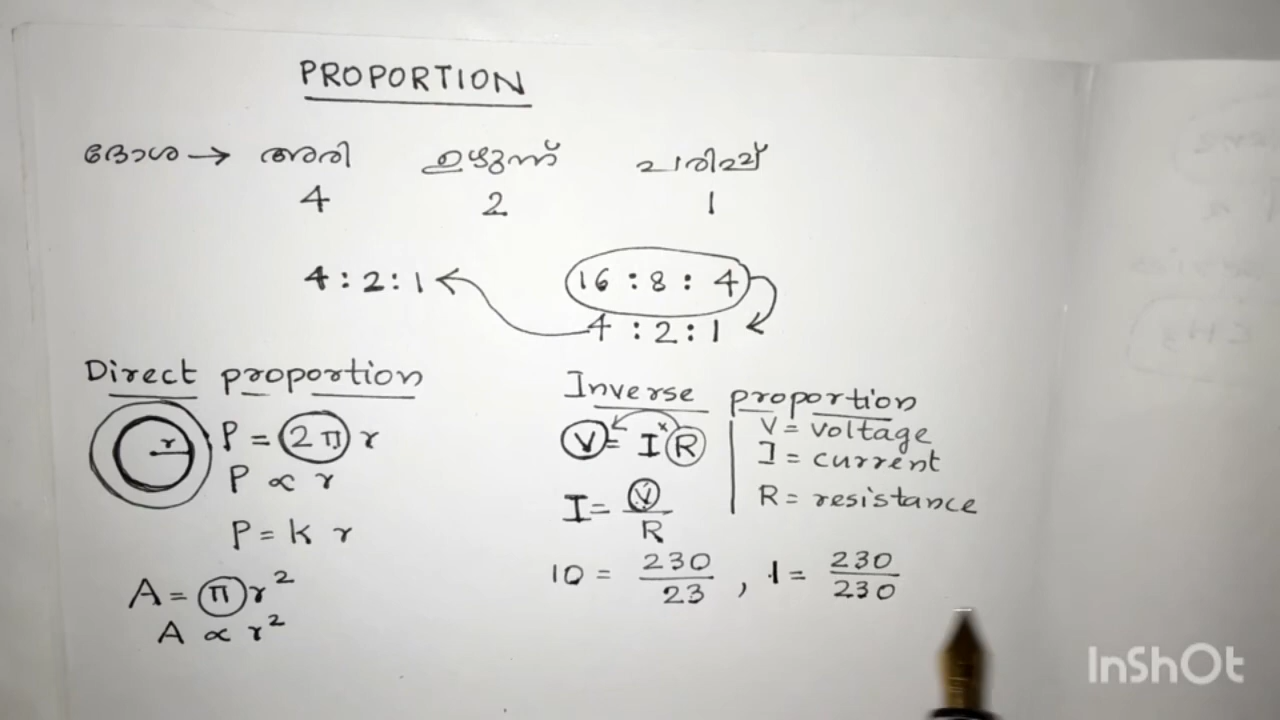 PROPORTION
ദോശ → അരി ഉഴുന്ന് ചാരിച്ച്
4 2 1
4 : 2 : 1 16 : 8 : 4
4 : 2 : 1
Direct proportion
r
P = 2π r
P ∝ r
P = k r
A = π r²
A ∝ r²
Inverse proportion
V = I × R
I = V / R
V = voltage
I = current
R = resistance
10 = 230 / 23 , 1 = 230 / 230
InShOt